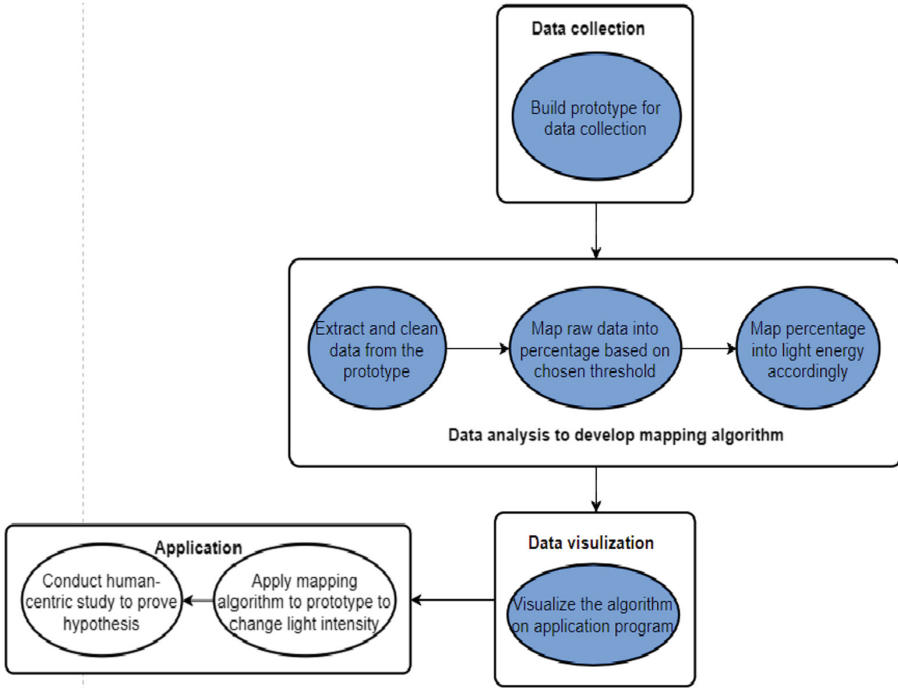 Data collection
Build prototype for
data collection
Extract and clean
data from the
prototype
Map raw data into
percentage based on
chosen threshold
Map percentage
into light energy
accordingly
Data analysis to develop mapping algorithm
Data visulization
Visualize the algorithm
on application program
Application
Apply mapping
algorithm to prototype to
change light intensity
Conduct human-
centric study to prove
hypothesis